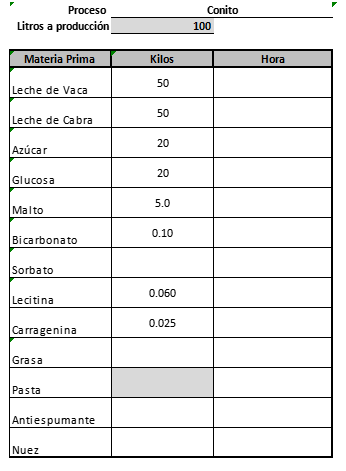 Proceso Conito
Litros a producción 100
Materia Prima Kilos Hora
Leche de Vaca 50
Leche de Cabra 50
Azúcar 20
Glucosa 20
Malto 5.0
Bicarbonato 0.10
Sorbato
Lecitina 0.060
Carragenina 0.025
Grasa
Pasta
Antiespumante
Nuez